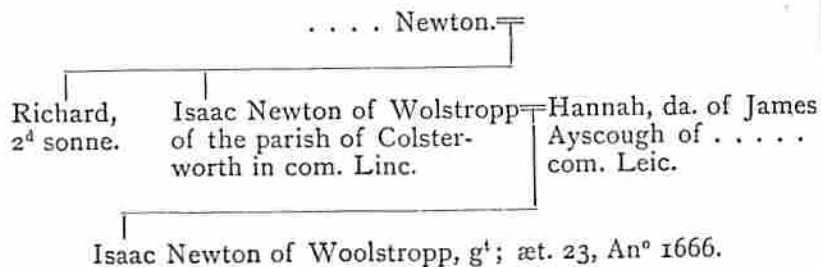 . . . . Newton.
Richard,
2ᵈ sonne.
Isaac Newton of Wolstropp
of the parish of Colster-
worth in com. Linc.
Hannah, da. of James
Ayscough of . . . . .
com. Leic.
Isaac Newton of Woolstropp, gᵗ; æt. 23, Anº 1666.